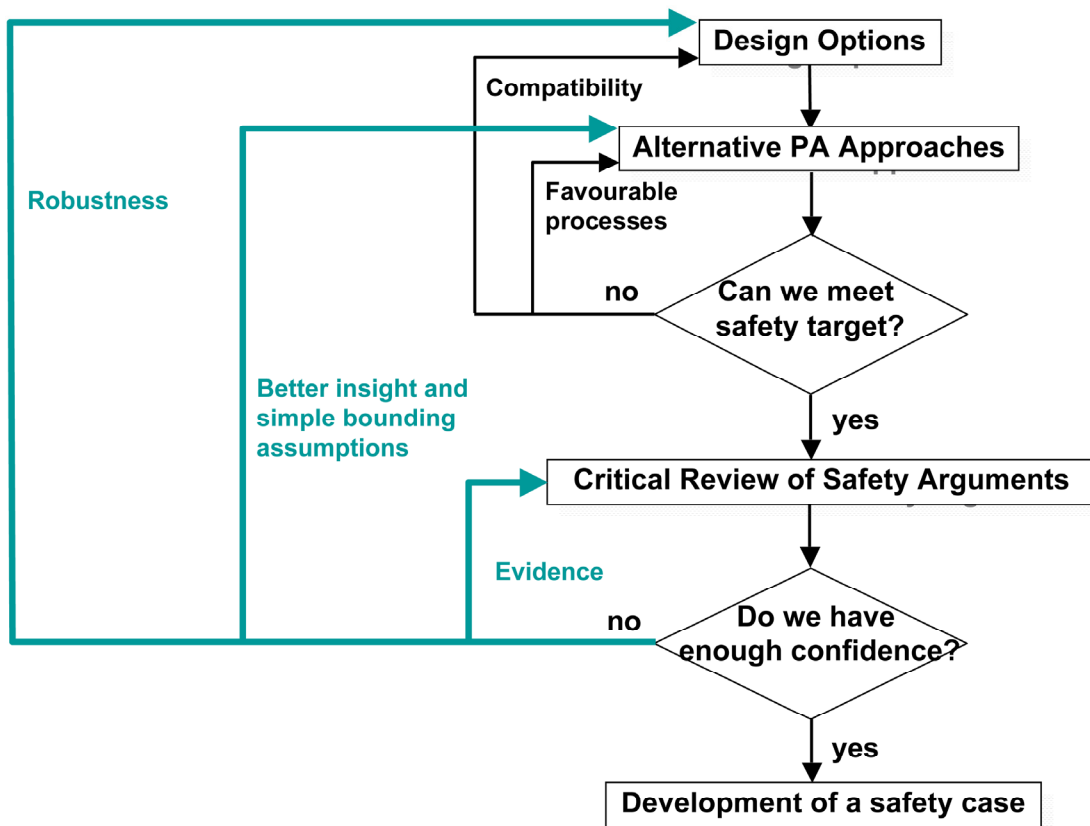 Design Options
Compatibility
Alternative PA Approaches
Robustness
Favourable
processes
no
Can we meet
safety target?
Better insight and
simple bounding
assumptions
yes
Critical Review of Safety Arguments
Evidence
no
Do we have
enough confidence?
yes
Development of a safety case